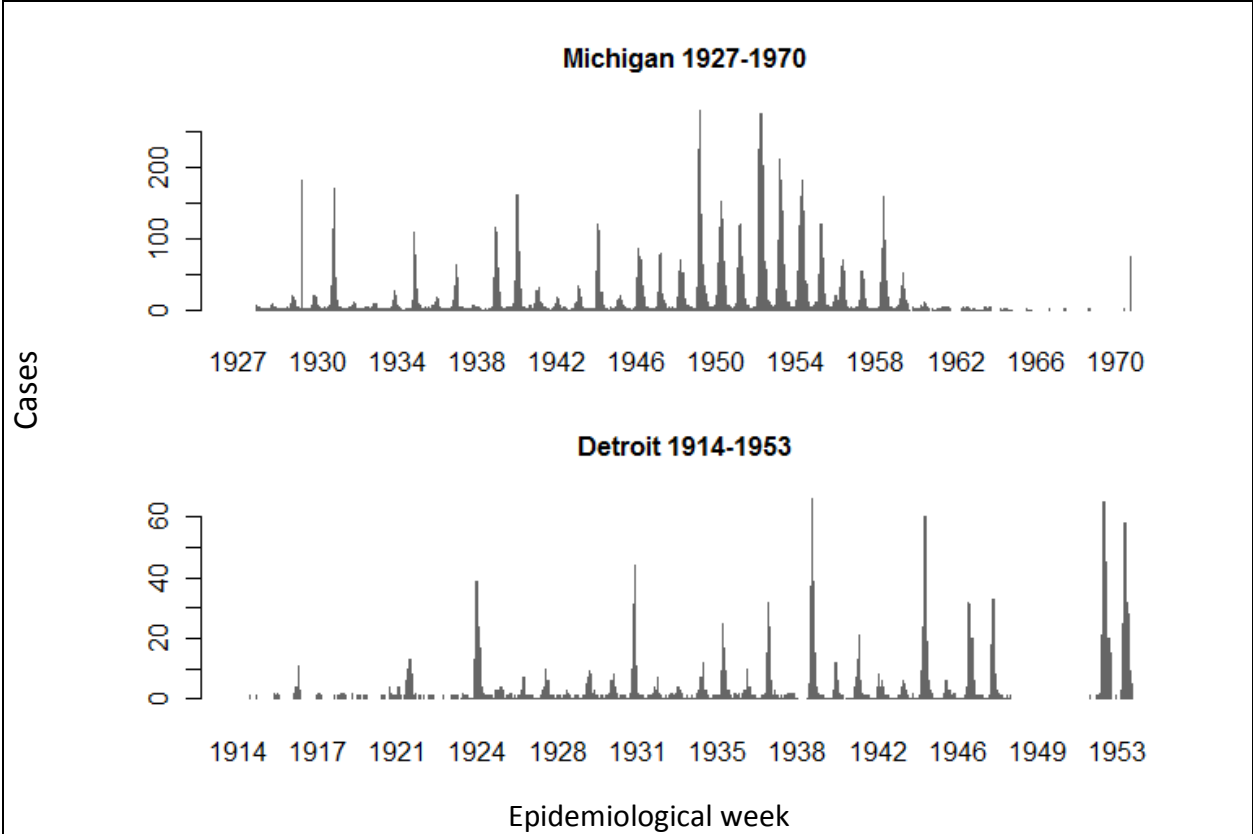 Michigan 1927-1970
200
100
0
1927 1930 1934 1938 1942 1946 1950 1954 1958 1962 1966 1970
Cases
Detroit 1914-1953
60
40
20
0
1914 1917 1921 1924 1928 1931 1935 1938 1942 1946 1949 1953
Epidemiological week